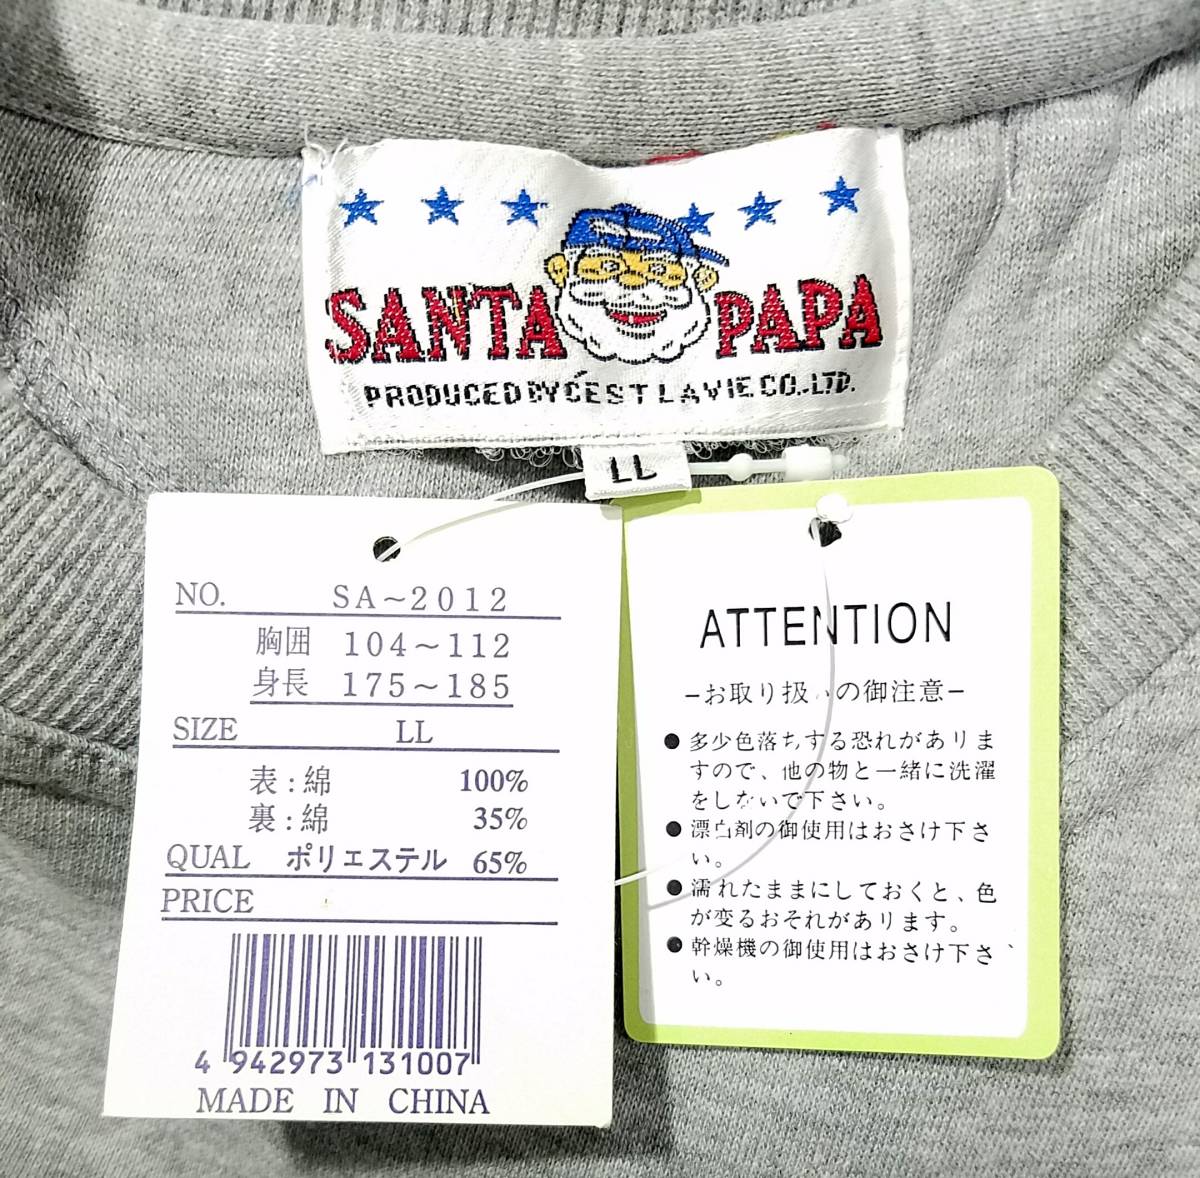 SANTA PAPA
PRODUCED BY C'EST LA VIE CO.,LTD.
LL
NO. SA~2012
胸囲 104~112
身長 175~185
SIZE LL
表:綿 100%
裏:綿 35%
QUAL ポリエステル 65%
PRICE
4 942973 131007
MADE IN CHINA
ATTENTION
−お取り扱いの御注意−
●多少色落ちする恐れがありま
すので、他の物と一緒に洗濯
をしないで下さい。
●漂白剤の御使用はおさけ下さ
い。
●濡れたままにしておくと、色
が変るおそれがあります。
●幹燥機の御使用はおさけ下さ
い。